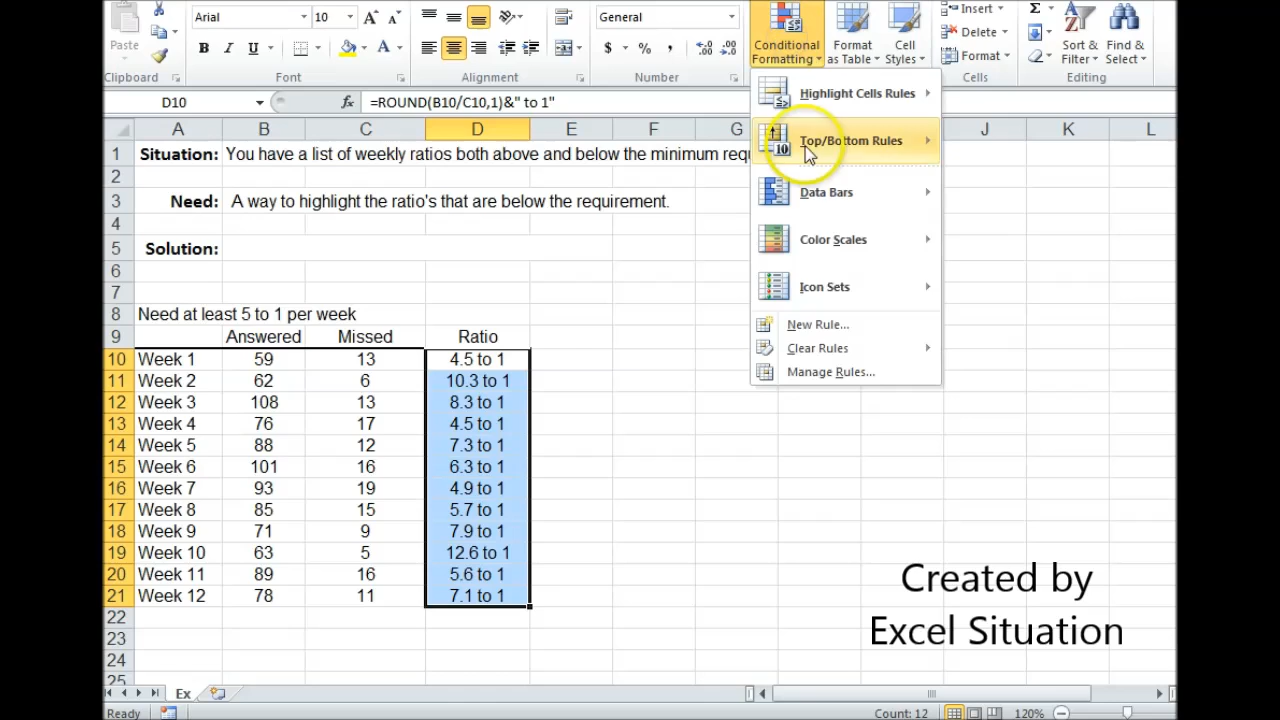 Paste
Clipboard
Arial 10
B I U
Font
Alignment
General
$ % ,
Number
Conditional Formatting
Format as Table
Cell Styles
Insert
Delete
Format
Cells
Σ
Sort & Filter
Find & Select
Editing
D10 fx =ROUND(B10/C10,1)&" to 1"
Highlight Cells Rules
Top/Bottom Rules
Data Bars
Color Scales
Icon Sets
New Rule...
Clear Rules
Manage Rules...
A B C D E F G J K L
1 Situation: You have a list of weekly ratios both above and below the minimum requ
2
3 Need: A way to highlight the ratio's that are below the requirement.
4
5 Solution:
6
7
8 Need at least 5 to 1 per week
9 Answered Missed Ratio
10 Week 1 59 13 4.5 to 1
11 Week 2 62 6 10.3 to 1
12 Week 3 108 13 8.3 to 1
13 Week 4 76 17 4.5 to 1
14 Week 5 88 12 7.3 to 1
15 Week 6 101 16 6.3 to 1
16 Week 7 93 19 4.9 to 1
17 Week 8 85 15 5.7 to 1
18 Week 9 71 9 7.9 to 1
19 Week 10 63 5 12.6 to 1
20 Week 11 89 16 5.6 to 1
21 Week 12 78 11 7.1 to 1
22
23
24
25
Created by
Excel Situation
Ex
Ready Count: 12 120%